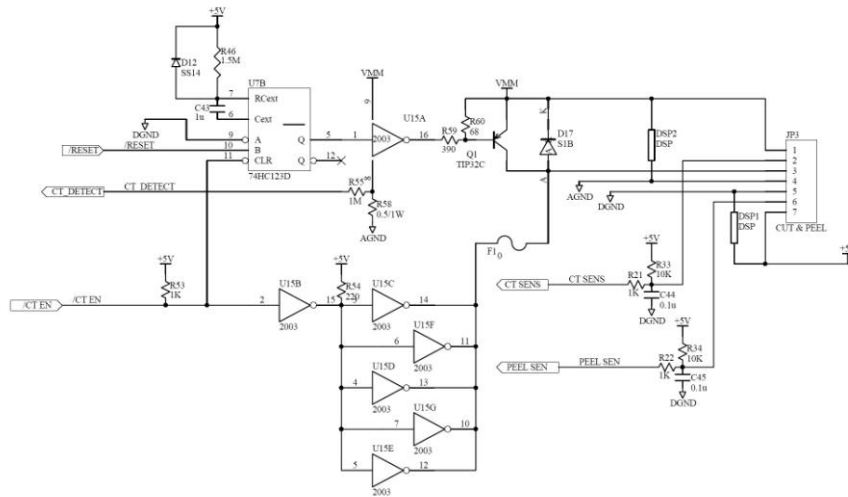 +5V
D12
SS14
R46
1.5M
U7B
VMM
VMM
7
RCext
C43
1u
6
Cext
9
U15A
K
R60
68
D17
S1B
DSP2
DSP
JP3
DGND
9
A
Q
5
1
2003
16
R59
390
Q1
TIP32C
1
2
3
4
5
6
7
/RESET
/RESET
10
B
11
CLR
Q
12
74HC123D
A
AGND
DGND
CT_DETECT
CT DETECT
R55
1M
8
R58
0.5/1W
AGND
DSP1
DSP
CUT & PEEL
F1
0
+5V
+5V
+5V
+5V
R53
1K
R54
220
U15B
U15C
/CT EN
/CT EN
2
15
3
14
2003
2003
CT SENS
CT SENS
R21
1K
R33
10K
C44
0.1u
DGND
U15F
6
11
2003
+5V
R34
10K
PEEL SEN
PEEL SEN
R22
1K
C45
0.1u
DGND
U15D
4
13
2003
U15G
7
10
2003
U15E
5
12
2003